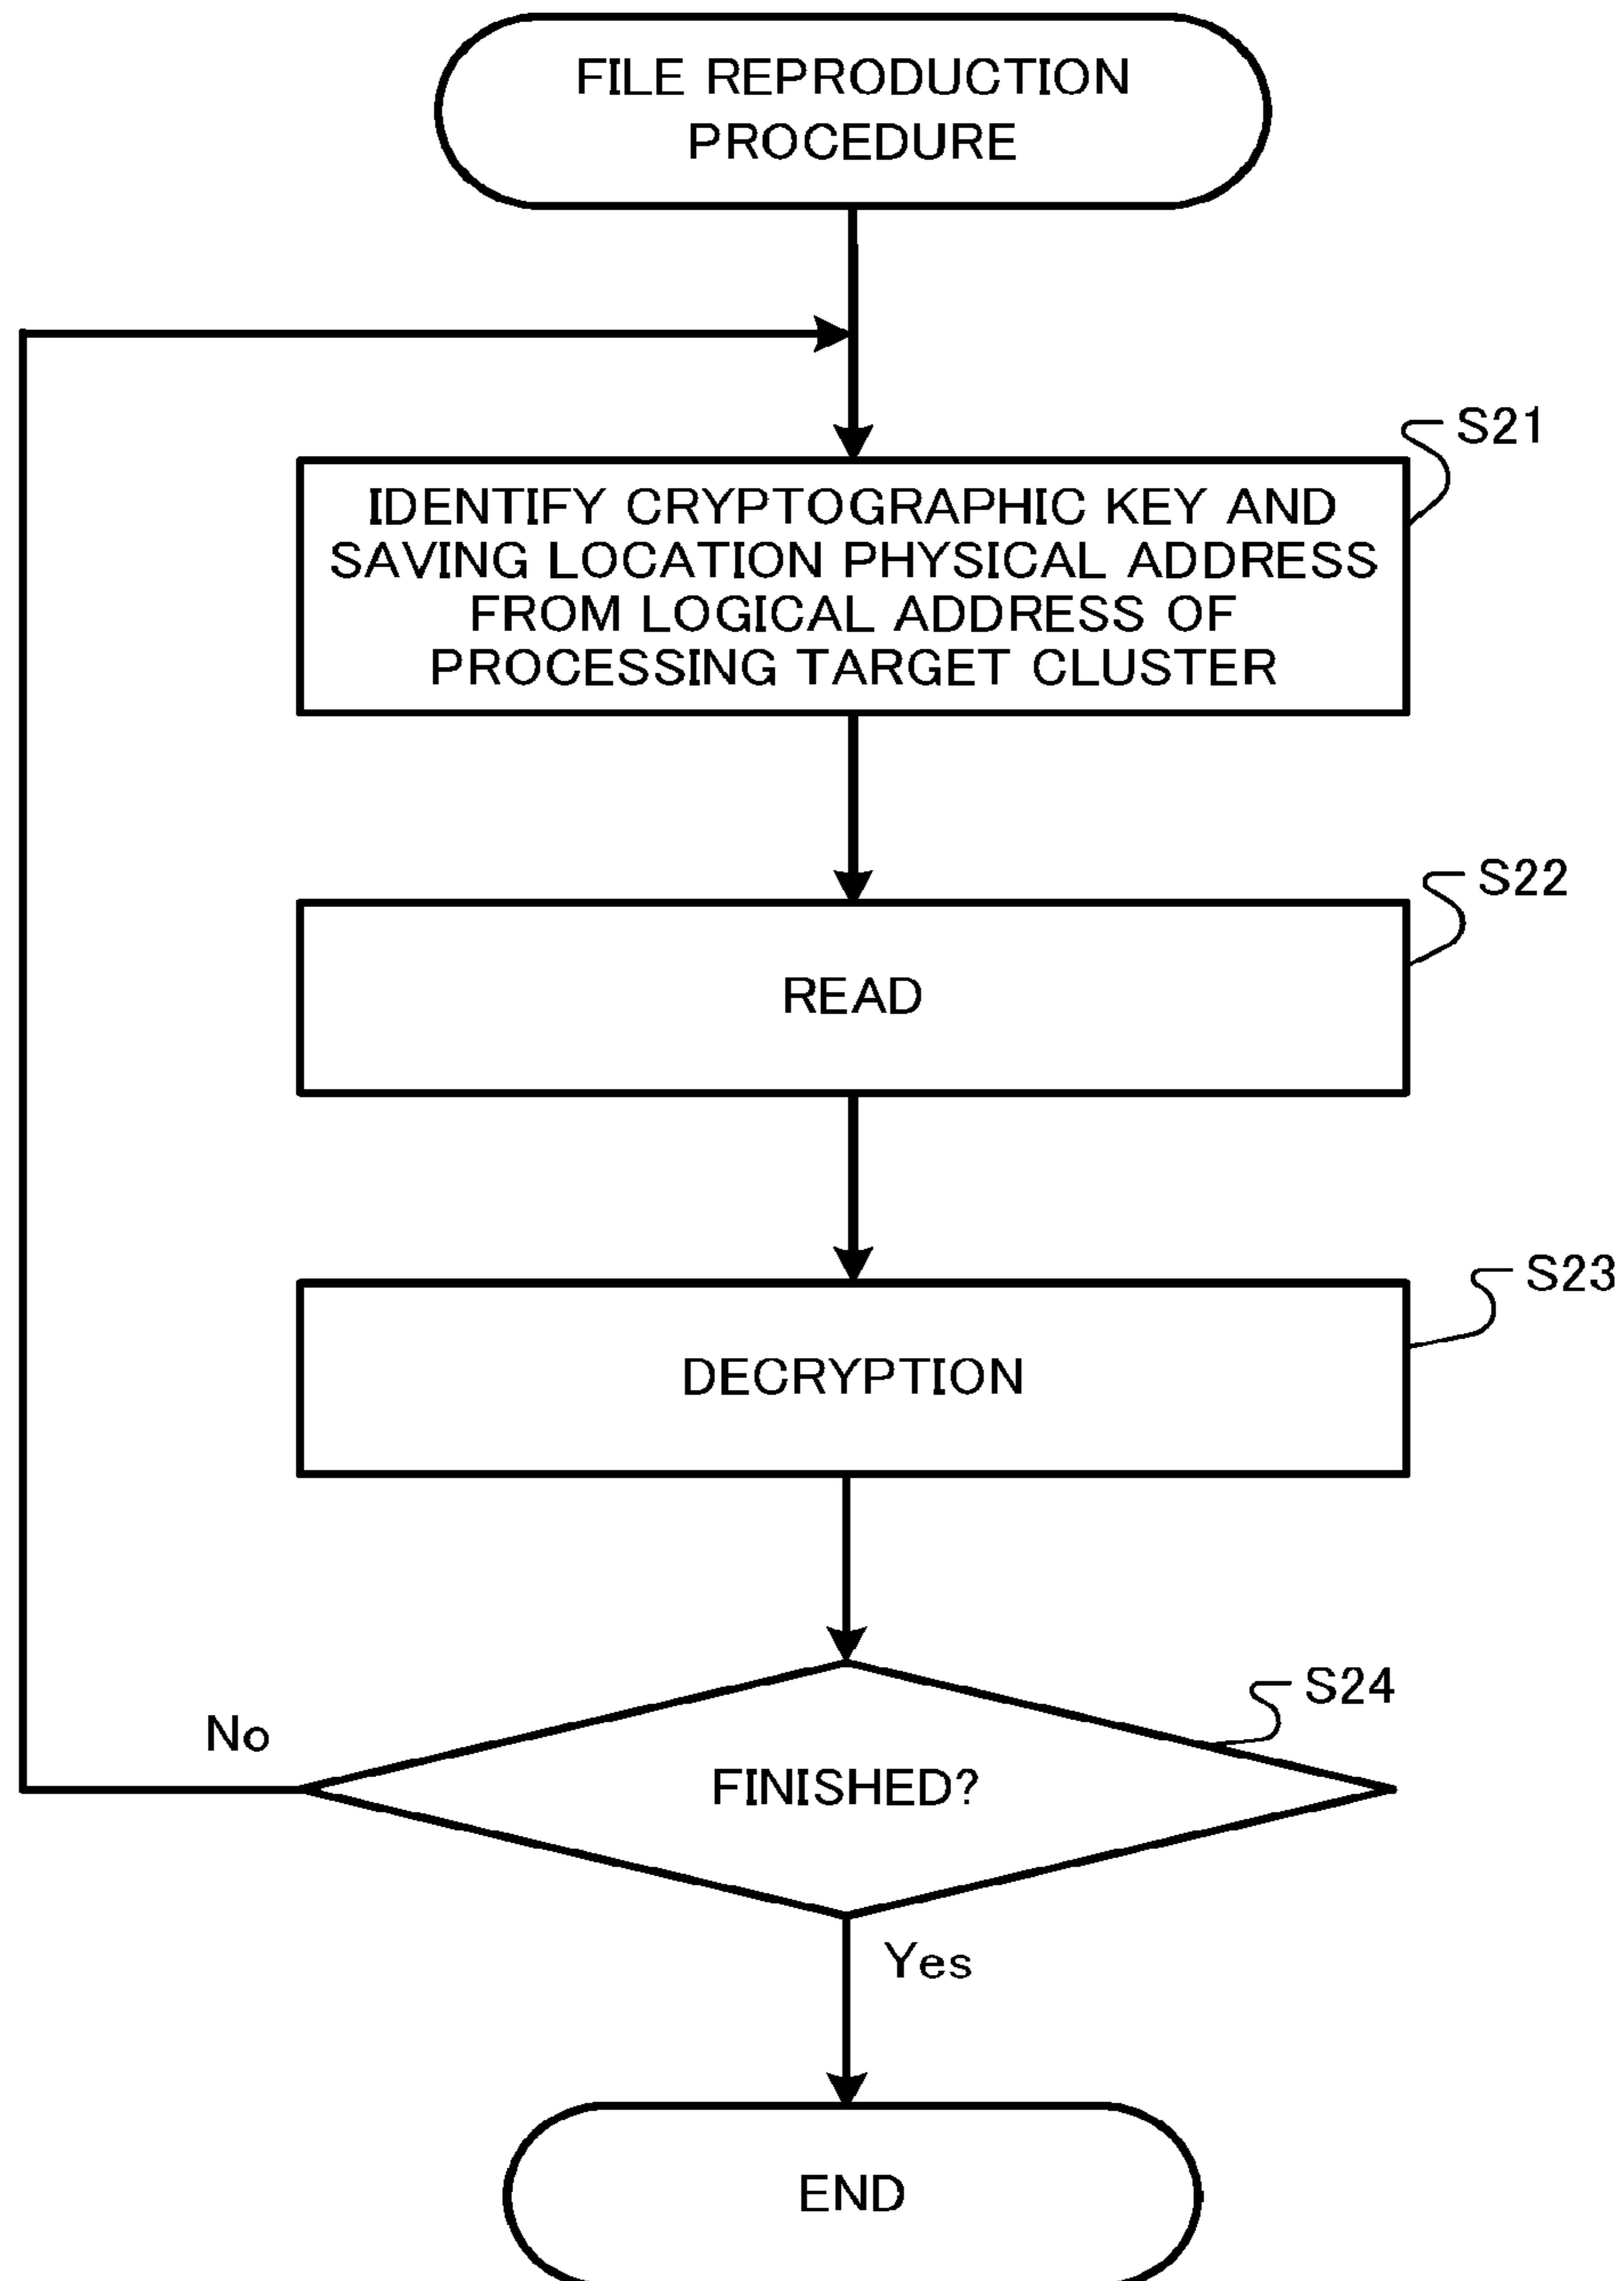 FILE REPRODUCTION
PROCEDURE
S21
IDENTIFY CRYPTOGRAPHIC KEY AND
SAVING LOCATION PHYSICAL ADDRESS
FROM LOGICAL ADDRESS OF
PROCESSING TARGET CLUSTER
S22
READ
S23
DECRYPTION
S24
No
FINISHED?
Yes
END